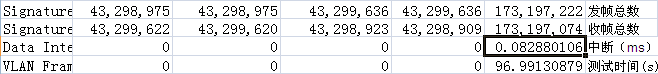 Signature 43,298,975 43,298,975 43,299,636 43,299,636 173,197,222 发帧总数
Signature 43,299,622 43,299,620 43,298,923 43,298,909 173,197,074 收帧总数
Data Inte 0 0 0 0 0.082880106 中断（ms）
VLAN Fram 0 0 0 0 96.99130879 测试时间(s)